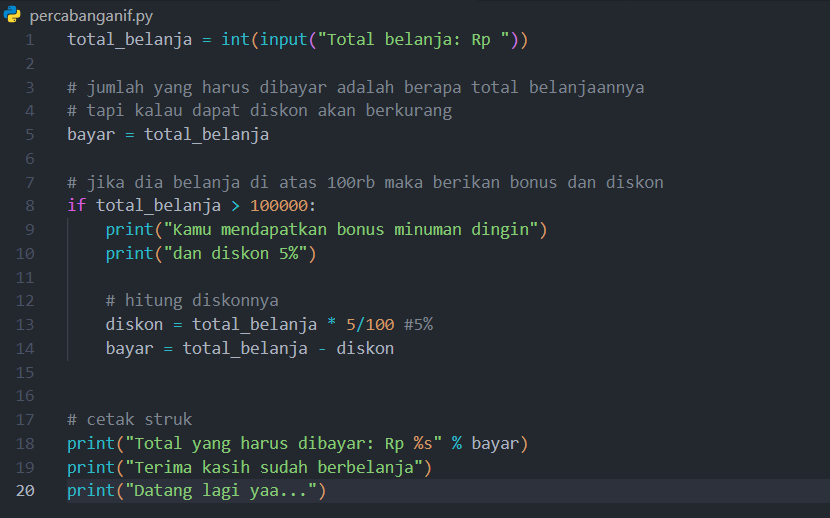 percabanganif.py
1 total_belanja = int(input("Total belanja: Rp "))
2
3 # jumlah yang harus dibayar adalah berapa total belanjaannya
4 # tapi kalau dapat diskon akan berkurang
5 bayar = total_belanja
6
7 # jika dia belanja di atas 100rb maka berikan bonus dan diskon
8 if total_belanja > 100000:
9     print("Kamu mendapatkan bonus minuman dingin")
10     print("dan diskon 5%")
11
12     # hitung diskonnya
13     diskon = total_belanja * 5/100 #5%
14     bayar = total_belanja - diskon
15
16
17 # cetak struk
18 print("Total yang harus dibayar: Rp %s" % bayar)
19 print("Terima kasih sudah berbelanja")
20 print("Datang lagi yaa...")